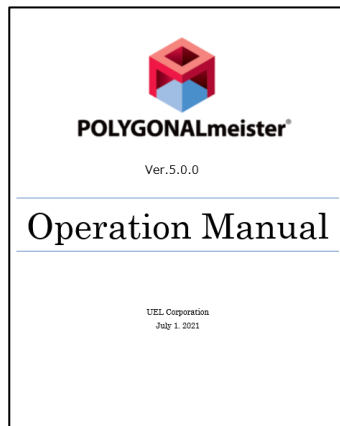 POLYGONALmeister®
Ver.5.0.0
Operation Manual
UEL Corporation
July 1, 2021